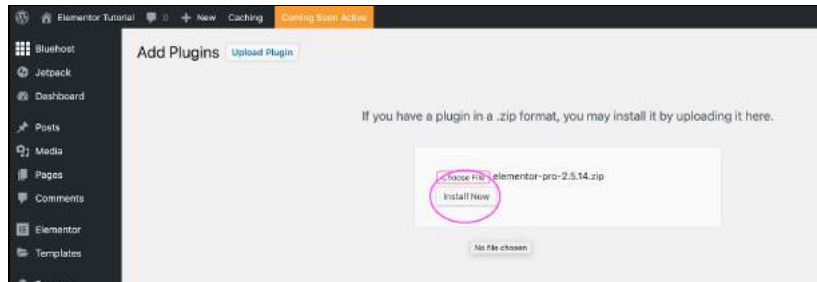 Elementor Tutorial 0 + New Caching Coming Soon Active
Bluehost
Add Plugins Upload Plugin
Jetpack
Dashboard
If you have a plugin in a .zip format, you may install it by uploading it here.
Posts
Media
Pages
Choose File elementor-pro-2.5.14.zip
Comments
Install Now
Elementor
Templates
No file chosen